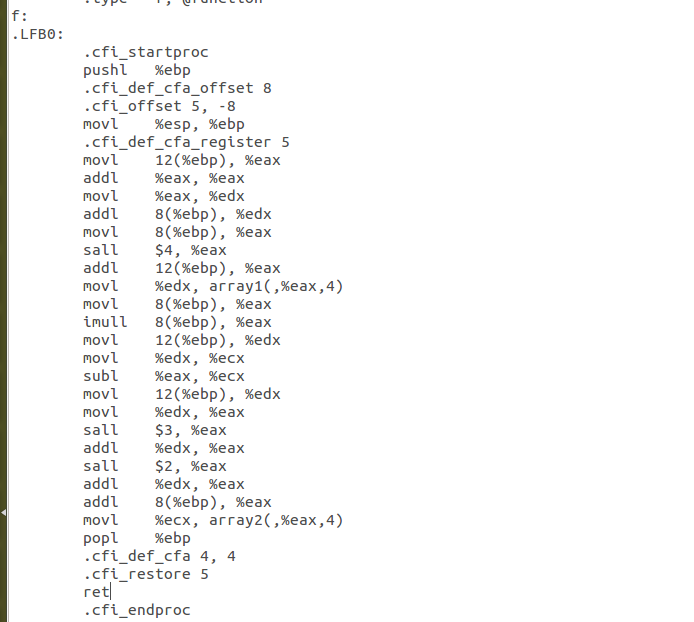 f:
.LFB0:
.cfi_startproc
pushl %ebp
.cfi_def_cfa_offset 8
.cfi_offset 5, -8
movl %esp, %ebp
.cfi_def_cfa_register 5
movl 12(%ebp), %eax
addl %eax, %eax
movl %eax, %edx
addl 8(%ebp), %edx
movl 8(%ebp), %eax
sall $4, %eax
addl 12(%ebp), %eax
movl %edx, array1(,%eax,4)
movl 8(%ebp), %eax
imull 8(%ebp), %eax
movl 12(%ebp), %edx
movl %edx, %ecx
subl %eax, %ecx
movl 12(%ebp), %edx
movl %edx, %eax
sall $3, %eax
addl %edx, %eax
sall $2, %eax
addl %edx, %eax
addl 8(%ebp), %eax
movl %ecx, array2(,%eax,4)
popl %ebp
.cfi_def_cfa 4, 4
.cfi_restore 5
ret
.cfi_endproc